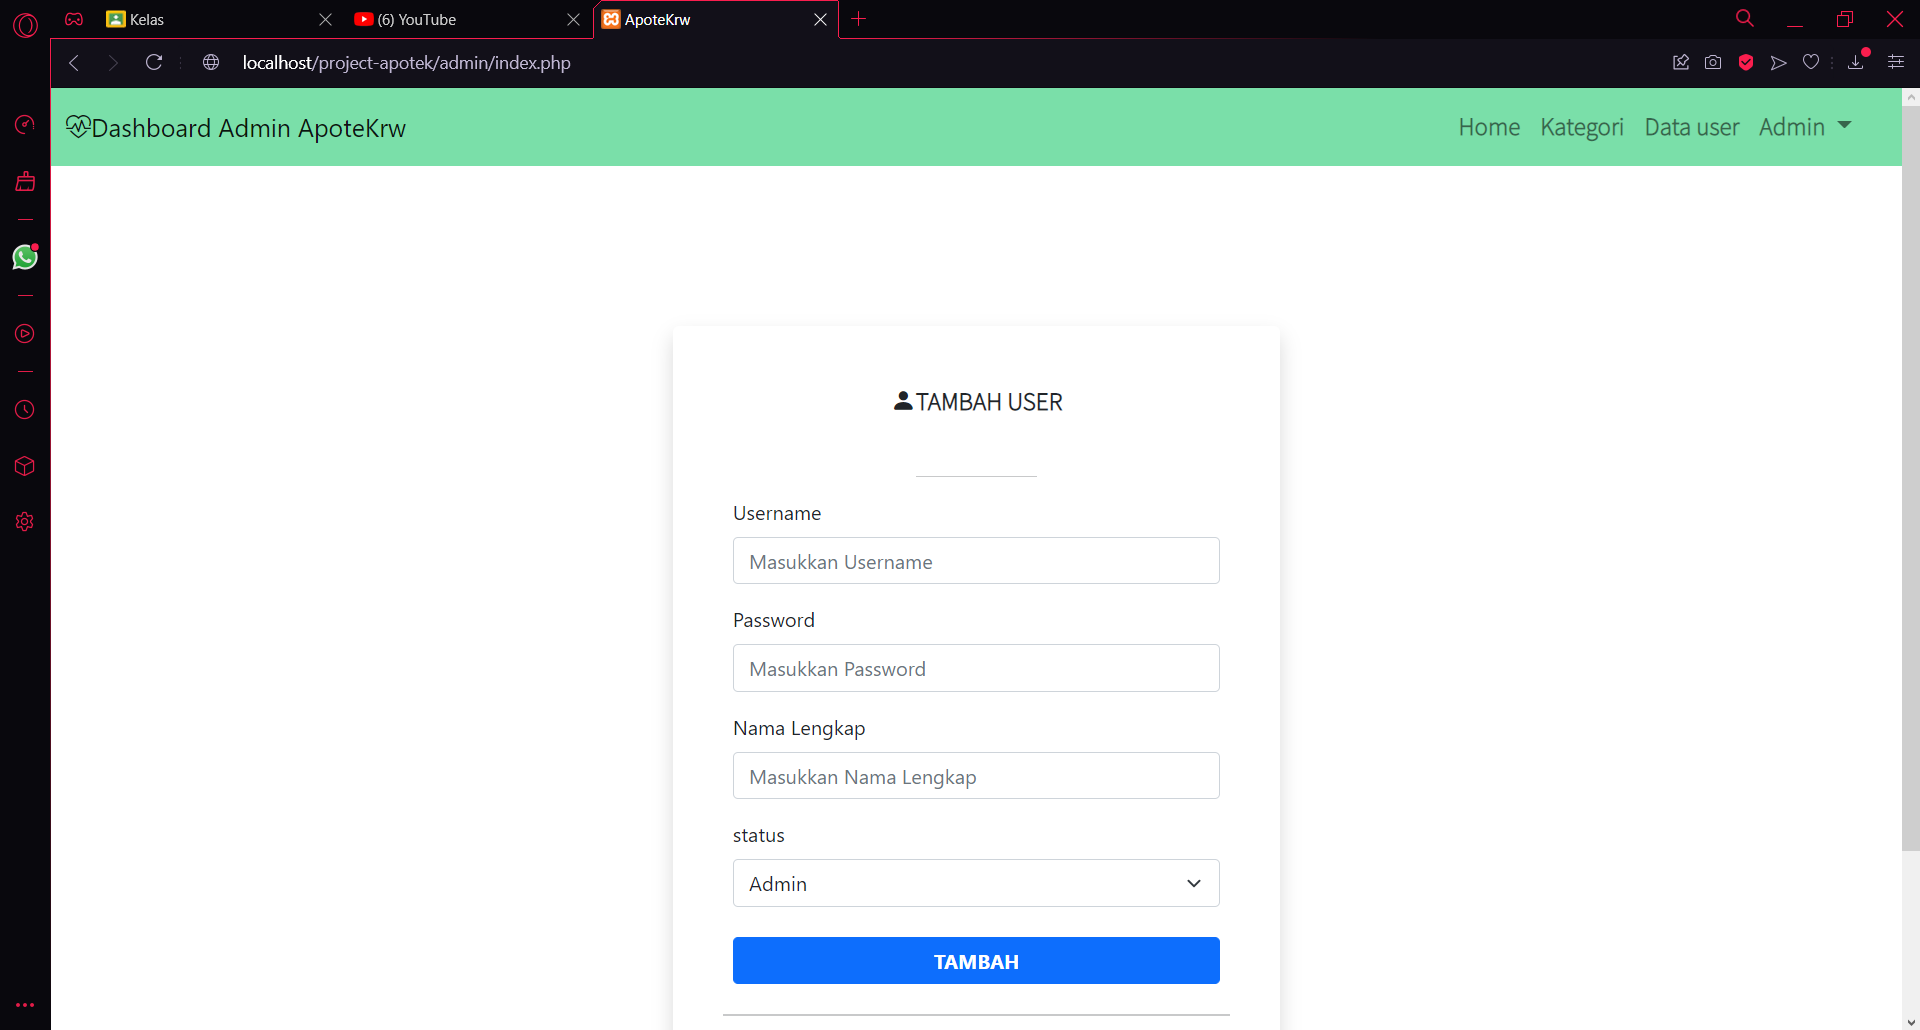 Kelas
(6) YouTube
ApoteKrw
localhost/project-apotek/admin/index.php
Dashboard Admin ApoteKrw
Home
Kategori
Data user
Admin
TAMBAH USER
Username
Masukkan Username
Password
Masukkan Password
Nama Lengkap
Masukkan Nama Lengkap
status
Admin
TAMBAH